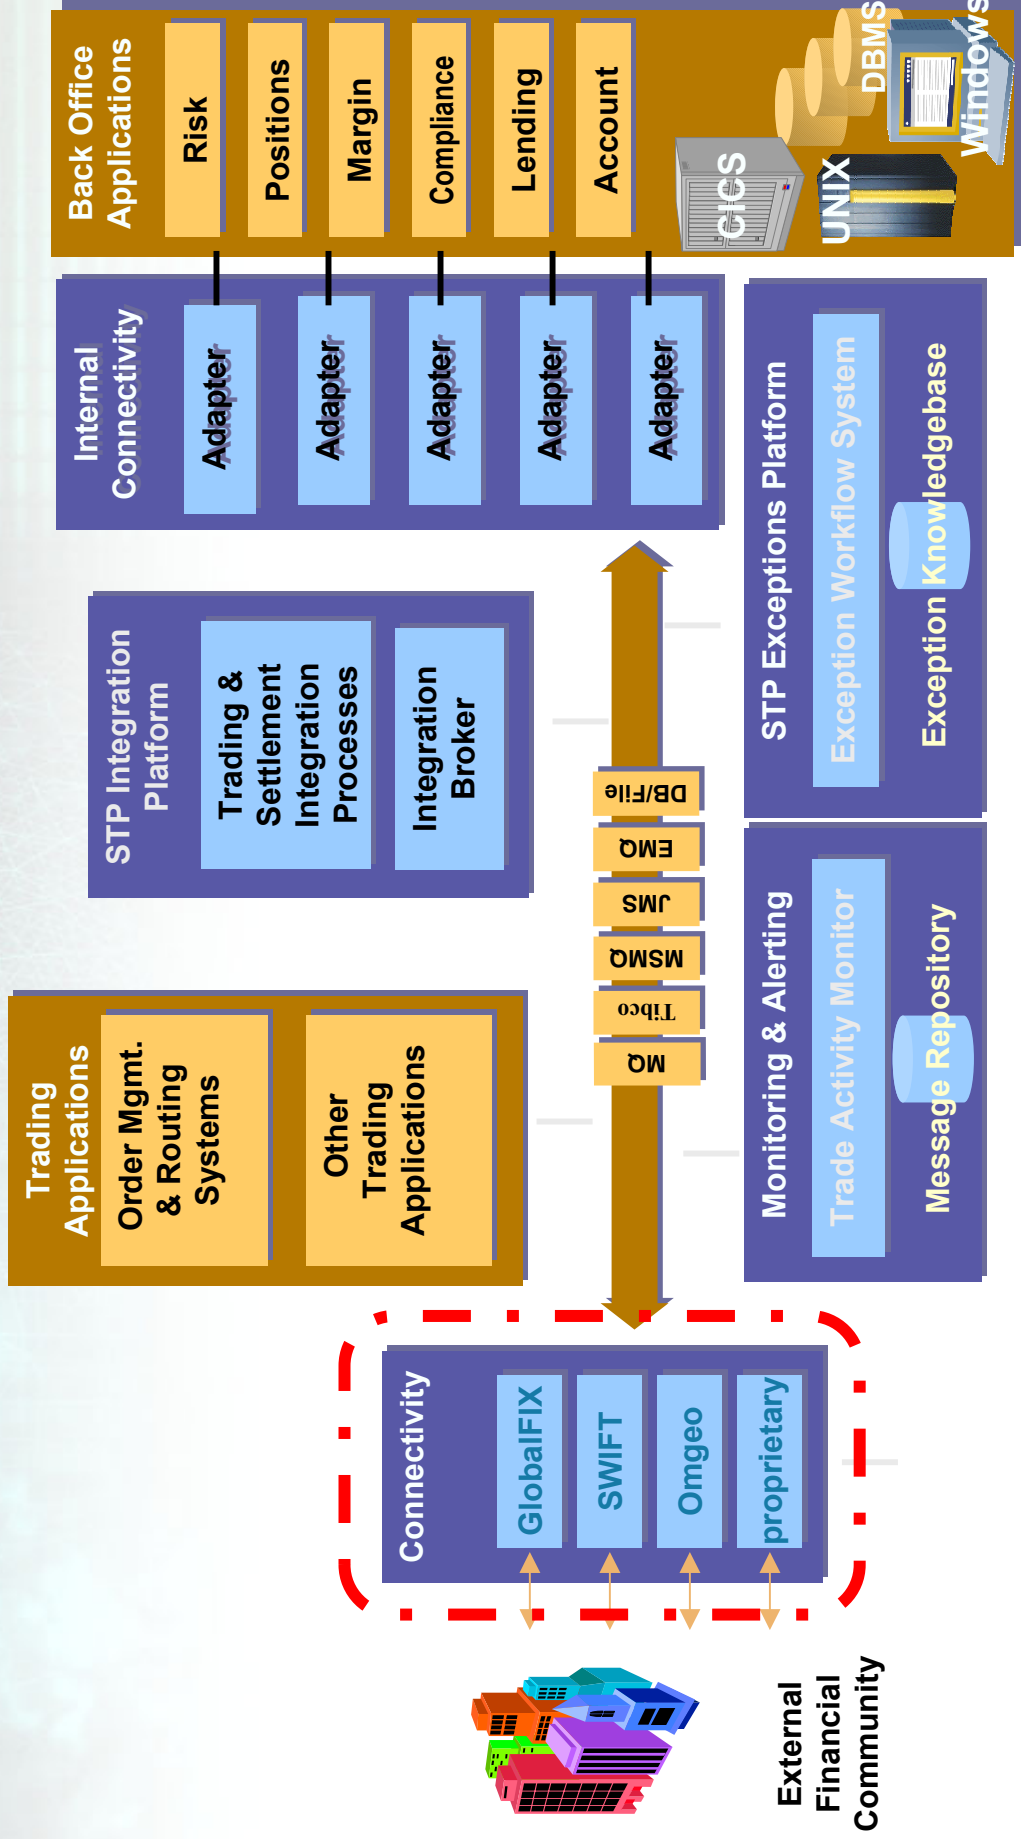 External
Financial
Community
Connectivity
GlobalFIX
SWIFT
Omgeo
proprietary
Trading
Applications
Order Mgmt.
& Routing
Systems
Other
Trading
Applications
STP Integration
Platform
Trading &
Settlement
Integration
Processes
Integration
Broker
MQ
Tibco
MSMQ
JMS
EMQ
DB/File
Monitoring & Alerting
Trade Activity Monitor
Message Repository
STP Exceptions Platform
Exception Workflow System
Exception Knowledgebase
Internal
Connectivity
Adapter
Adapter
Adapter
Adapter
Adapter
Back Office
Applications
Risk
Positions
Margin
Compliance
Lending
Account
CICS
UNIX
DBMS
Windows